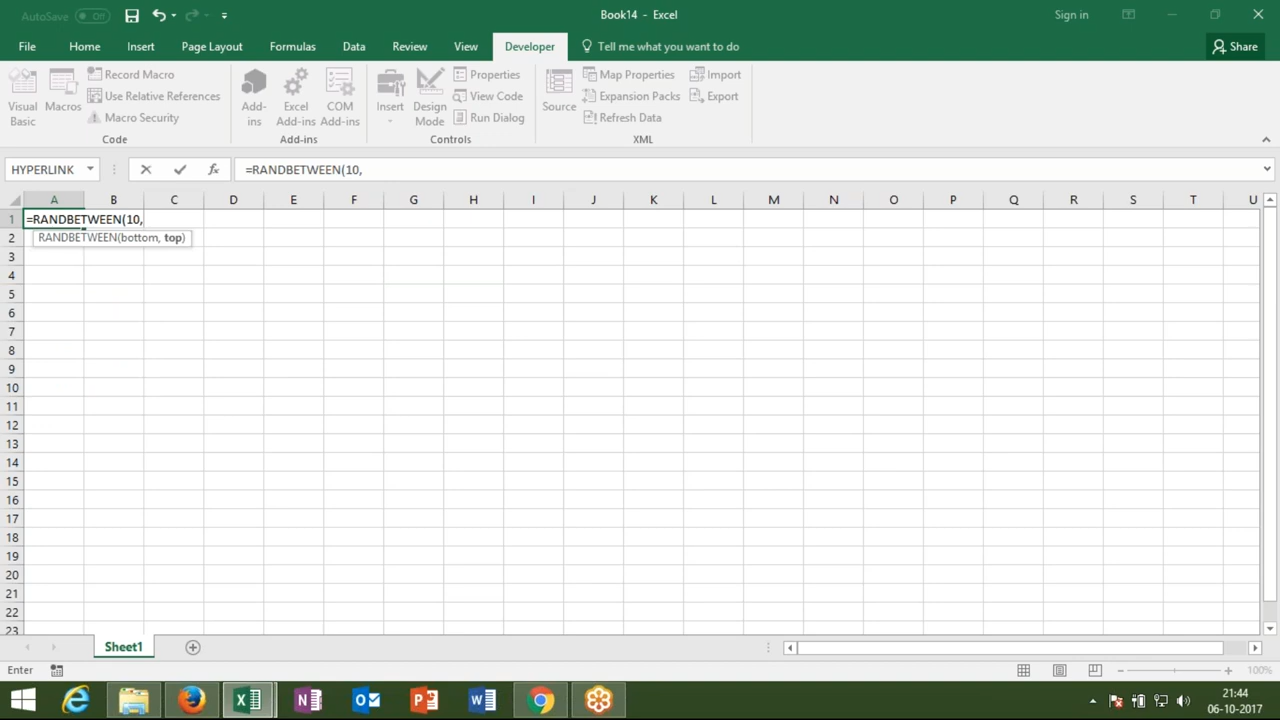 AutoSave Off
Book14 - Excel
Sign in
File Home Insert Page Layout Formulas Data Review View Developer Tell me what you want to do Share
Visual Basic
Macros
Record Macro
Use Relative References
Macro Security
Code
Add-ins
Excel Add-ins
COM Add-ins
Add-ins
Insert
Design Mode
Properties
View Code
Run Dialog
Controls
Source
Map Properties
Expansion Packs
Refresh Data
Import
Export
XML
HYPERLINK fx =RANDBETWEEN(10,
A B C D E F G H I J K L M N O P Q R S T U
1 =RANDBETWEEN(10,
RANDBETWEEN(bottom, top)
2
3
4
5
6
7
8
9
10
11
12
13
14
15
16
17
18
19
20
21
22
23
Sheet1
Enter 100%
21:44
06-10-2017